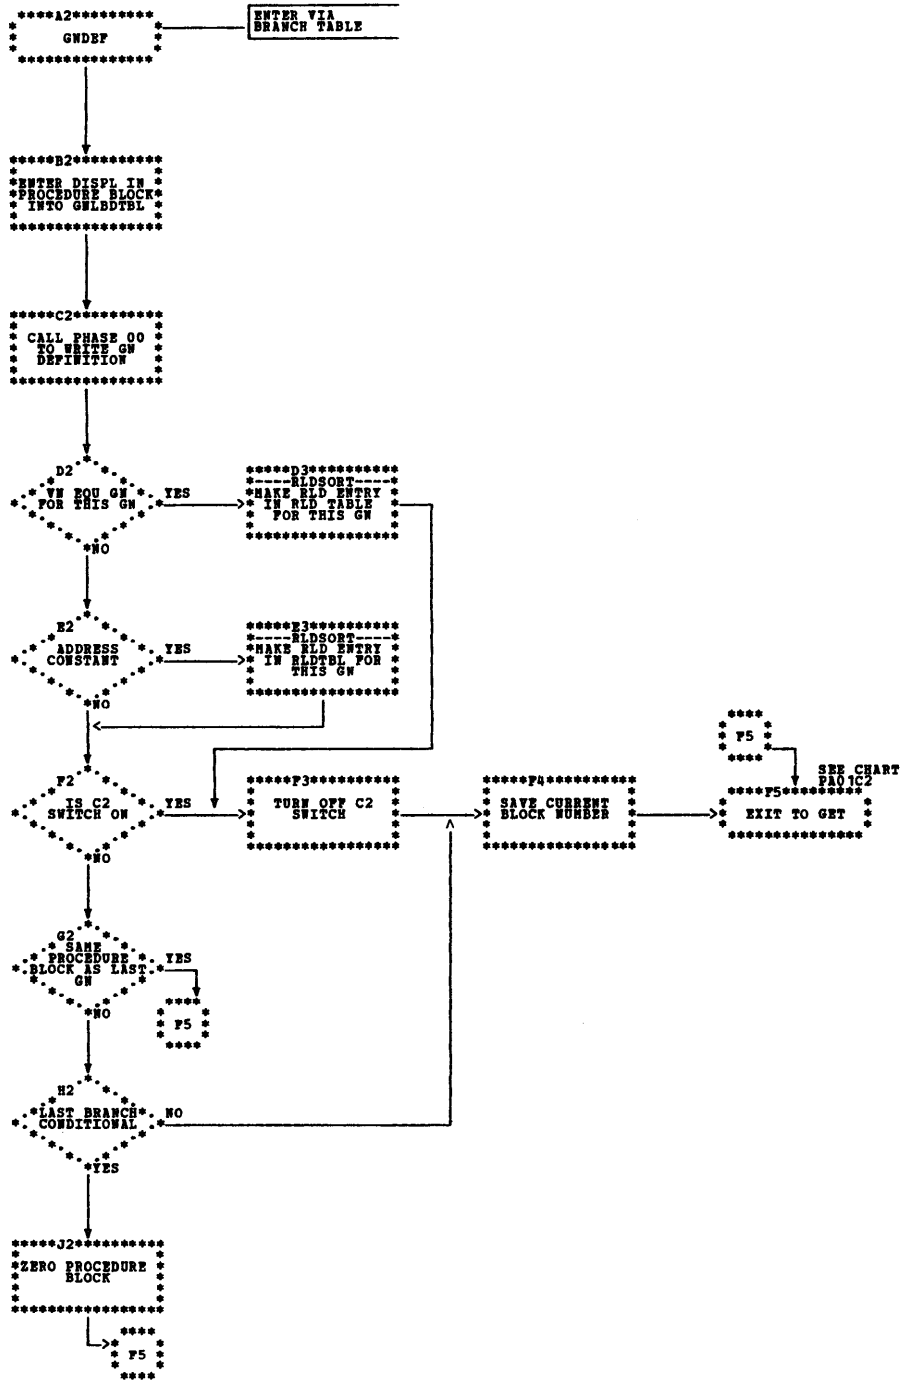 ****A2**********
GNDEF
ENTER VIA
BRANCH TABLE
*****B2**********
ENTER DISPL IN
PROCEDURE BLOCK
INTO GNLBDTBL
*****C2**********
CALL PHASE 00
TO WRITE GN
DEFINITION
D2
VN EQU GN
FOR THIS GN
YES
NO
*****D3**********
----RLDSORT----
MAKE RLD ENTRY
IN RLD TABLE
FOR THIS GN
E2
ADDRESS
CONSTANT
YES
NO
*****E3**********
----RLDSORT----
MAKE RLD ENTRY
IN RLDTBL FOR
THIS GN
F5
SEE CHART
PA01C2
F2
IS C2
SWITCH ON
YES
NO
*****F3**********
TURN OFF C2
SWITCH
*****F4**********
SAVE CURRENT
BLOCK NUMBER
****F5*********
EXIT TO GET
G2
SAME
PROCEDURE
BLOCK AS LAST
GN
YES
NO
F5
H2
LAST BRANCH
CONDITIONAL
NO
YES
*****J2**********
ZERO PROCEDURE
BLOCK
F5